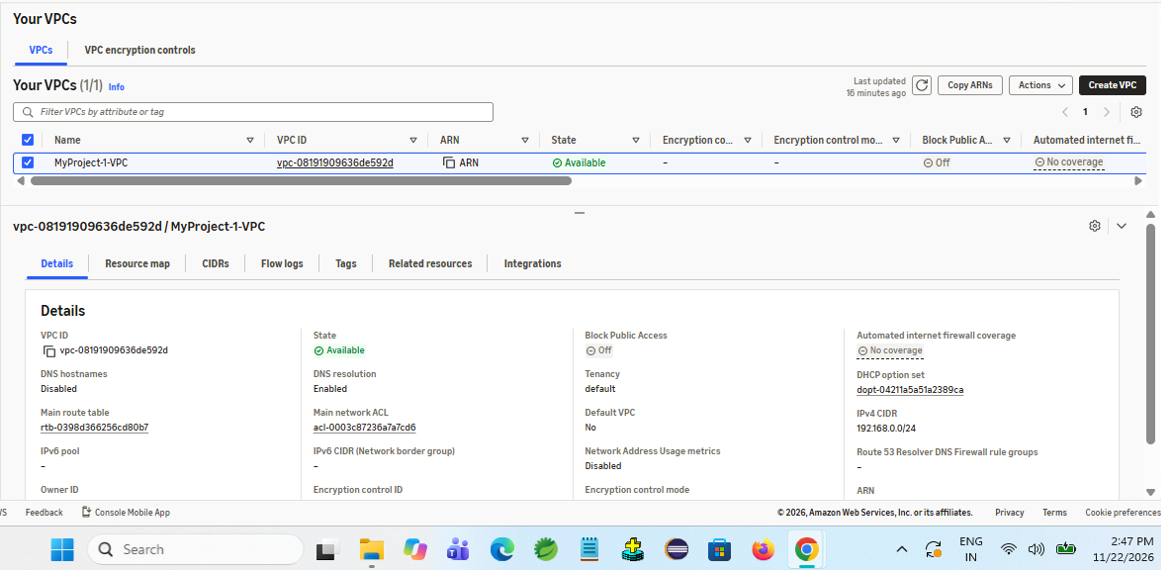 Your VPCs
VPCs VPC encryption controls
Your VPCs (1/1) Info
Last updated
16 minutes ago
Copy ARNs Actions Create VPC
Filter VPCs by attribute or tag
1
Name VPC ID ARN State Encryption co... Encryption control mo... Block Public A... Automated internet fi...
MyProject-1-VPC vpc-08191909636de592d ARN Available – – Off No coverage
vpc-08191909636de592d / MyProject-1-VPC
Details Resource map CIDRs Flow logs Tags Related resources Integrations
Details
VPC ID State Block Public Access Automated internet firewall coverage
vpc-08191909636de592d Available Off No coverage
DNS hostnames DNS resolution Tenancy DHCP option set
Disabled Enabled default dopt-04211a5a51a2389ca
Main route table Main network ACL Default VPC IPv4 CIDR
rtb-0398d366256cd80b7 acl-0003c87236a7a7cd6 No 192.168.0.0/24
IPv6 pool IPv6 CIDR (Network border group) Network Address Usage metrics Route 53 Resolver DNS Firewall rule groups
– – Disabled –
Owner ID Encryption control ID Encryption control mode ARN
/S Feedback Console Mobile App © 2026, Amazon Web Services, Inc. or its affiliates. Privacy Terms Cookie preferences
Search ENG 2:47 PM
IN 11/22/2026